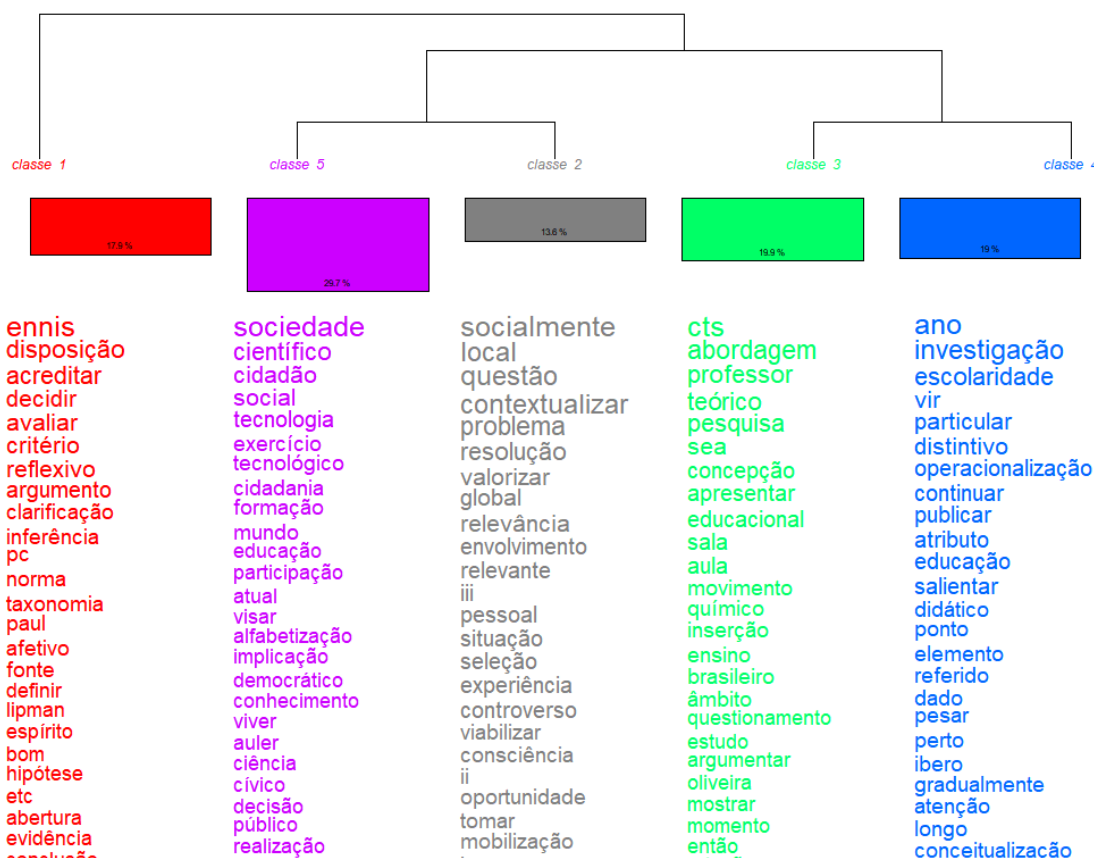 classe 1
classe 5
classe 2
classe 3
classe
17.9 %
29.7 %
13.6 %
19.9 %
19 %
ennis
disposição
acreditar
decidir
avaliar
critério
reflexivo
argumento
clarificação
inferência
pc
norma
taxonomia
paul
afetivo
fonte
definir
lipman
espírito
bom
hipótese
etc
abertura
evidência
conclusão
sociedade
científico
cidadão
social
tecnologia
exercício
tecnológico
cidadania
formação
mundo
educação
participação
atual
visar
alfabetização
implicação
democrático
conhecimento
viver
auler
ciência
cívico
decisão
público
realização
socialmente
local
questão
contextualizar
problema
resolução
valorizar
global
relevância
envolvimento
relevante
iii
pessoal
situação
seleção
experiência
controverso
viabilizar
consciência
ii
oportunidade
tomar
mobilização
cts
abordagem
professor
teórico
pesquisa
sea
concepção
apresentar
educacional
sala
aula
movimento
químico
inserção
ensino
brasileiro
âmbito
questionamento
estudo
argumentar
oliveira
mostrar
momento
então
ano
investigação
escolaridade
vir
particular
distintivo
operacionalização
continuar
publicar
atributo
educação
salientar
didático
ponto
elemento
referido
dado
pesar
perto
ibero
gradualmente
atenção
longo
conceitualização